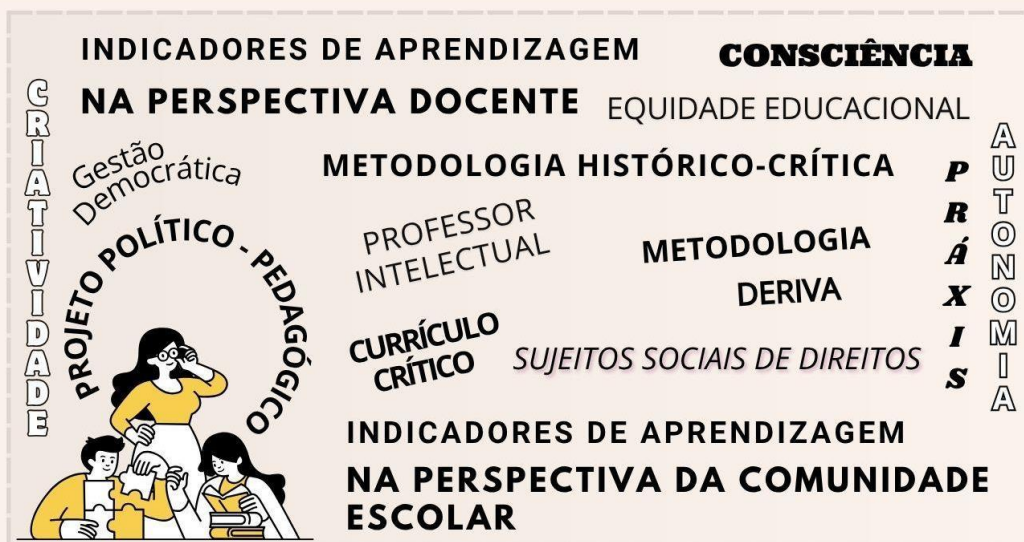 INDICADORES DE APRENDIZAGEM
NA PERSPECTIVA DOCENTE
CONSCIÊNCIA
EQUIDADE EDUCACIONAL
CRIATIVIDADE
Gestão
Democrática
METODOLOGIA HISTÓRICO-CRÍTICA
PRÁXIS
AUTONOMIA
PROJETO POLÍTICO - PEDAGÓGICO
PROFESSOR
INTELECTUAL
METODOLOGIA
DERIVA
CURRÍCULO
CRÍTICO
SUJEITOS SOCIAIS DE DIREITOS
INDICADORES DE APRENDIZAGEM
NA PERSPECTIVA DA COMUNIDADE
ESCOLAR